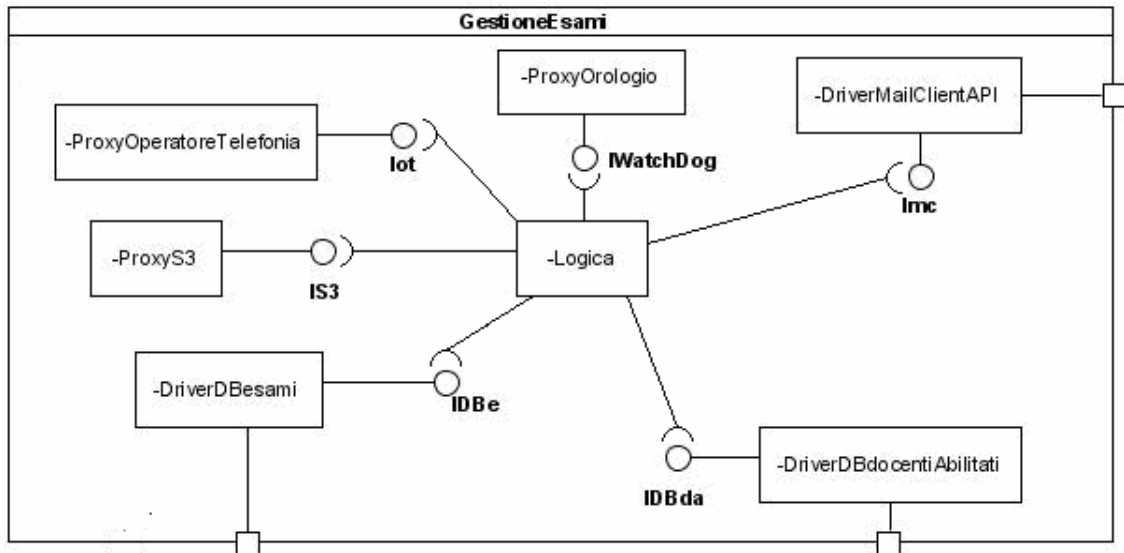 GestioneEsami
-ProxyOrologio
-DriverMailClientAPI
-ProxyOperatoreTelefonia
Iot
IWatchDog
Imc
-ProxyS3
-Logica
IS3
-DriverDBesami
IDBe
-DriverDBdocentiAbilitati
IDBda